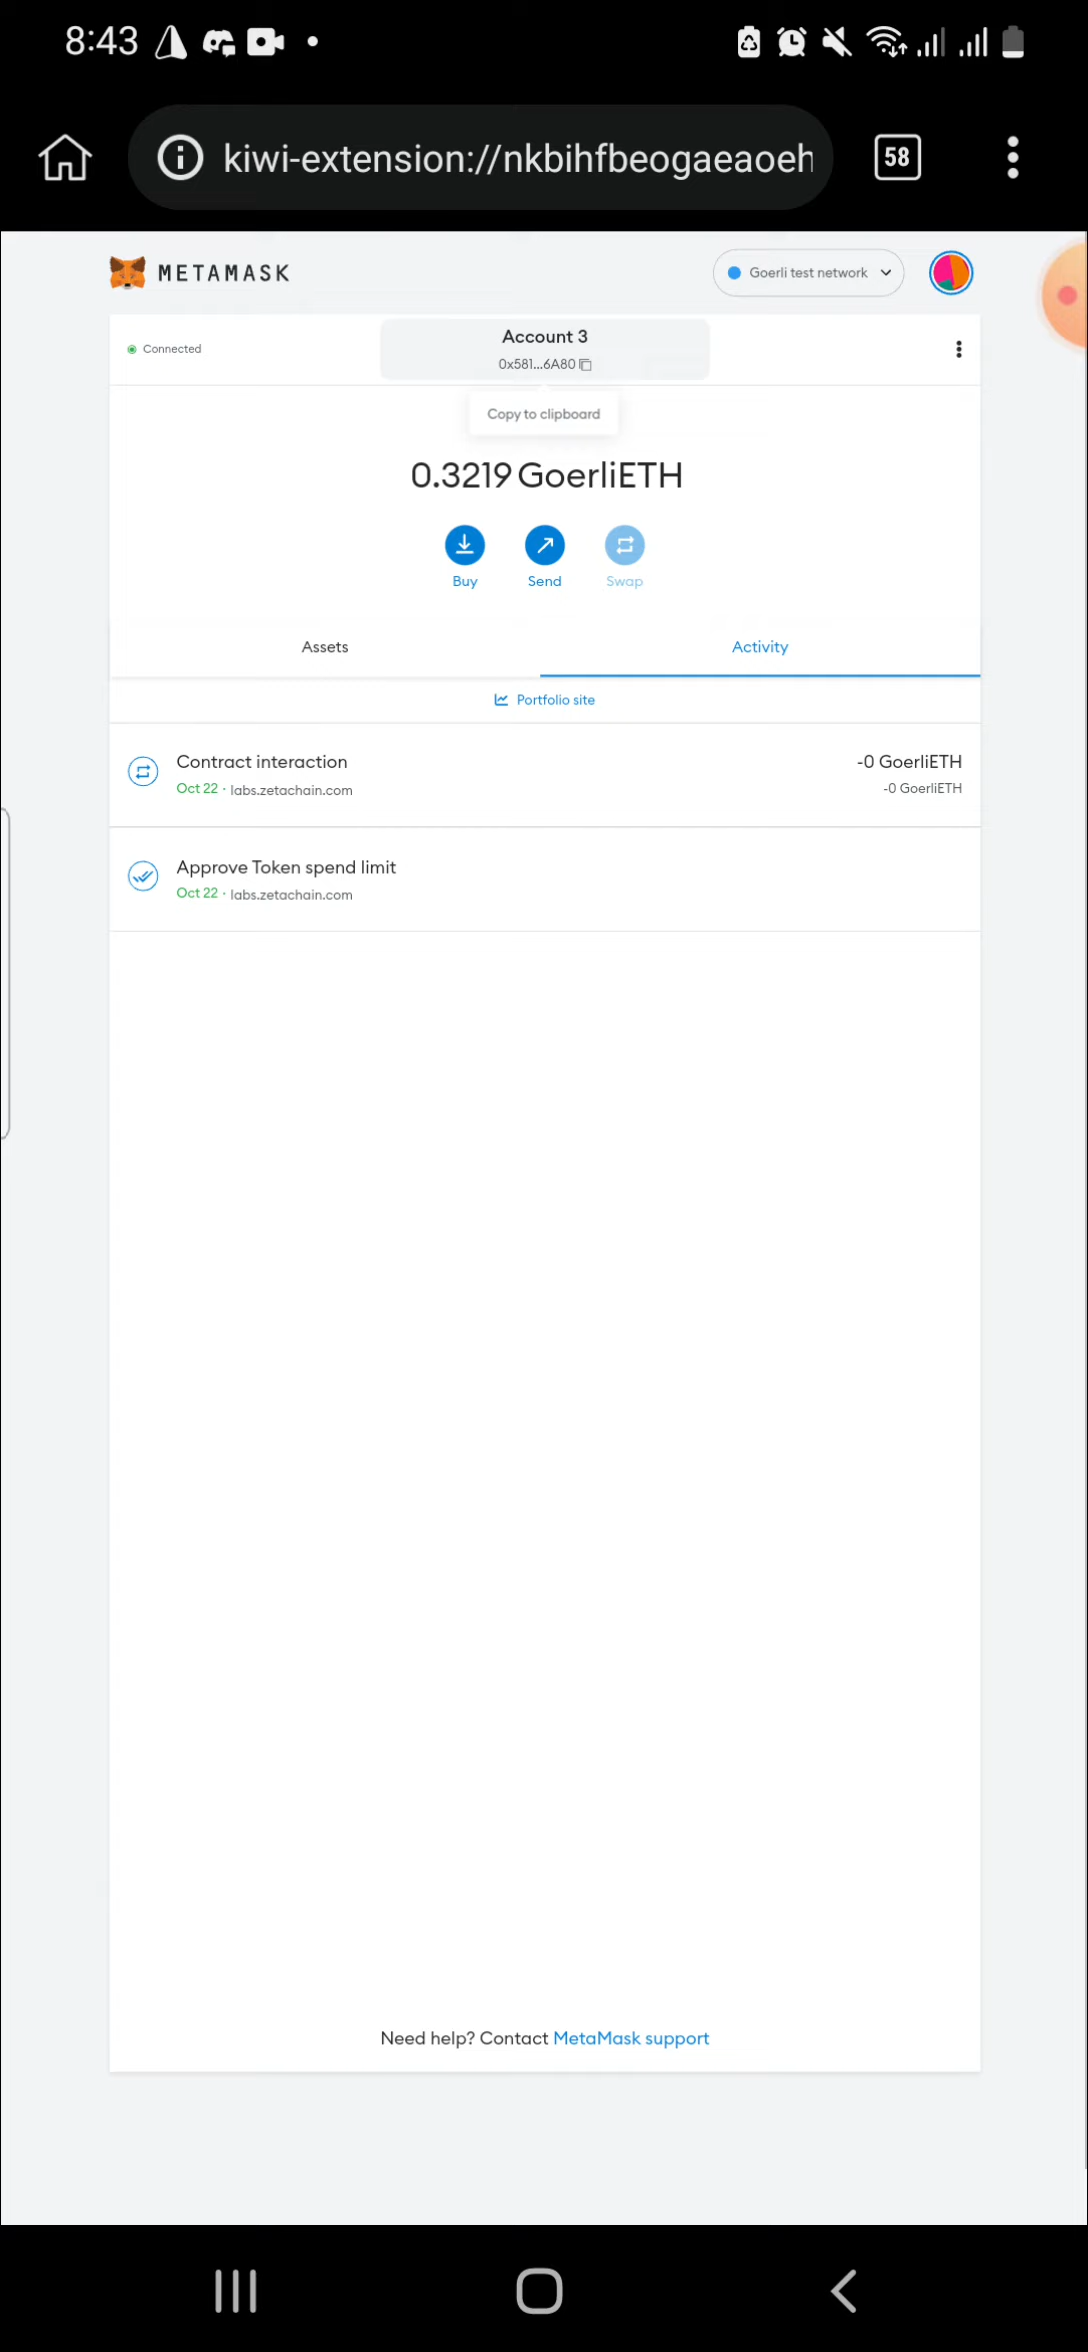 8:43
kiwi-extension://nkbihfbeogaeaoeh
58
METAMASK
Goerli test network
Connected
Account 3
0x581...6A80
Copy to clipboard
0.3219 GoerliETH
Buy
Send
Swap
Assets
Activity
Portfolio site
Contract interaction
-0 GoerliETH
Oct 22 · labs.zetachain.com
-0 GoerliETH
Approve Token spend limit
Oct 22 · labs.zetachain.com
Need help? Contact MetaMask support